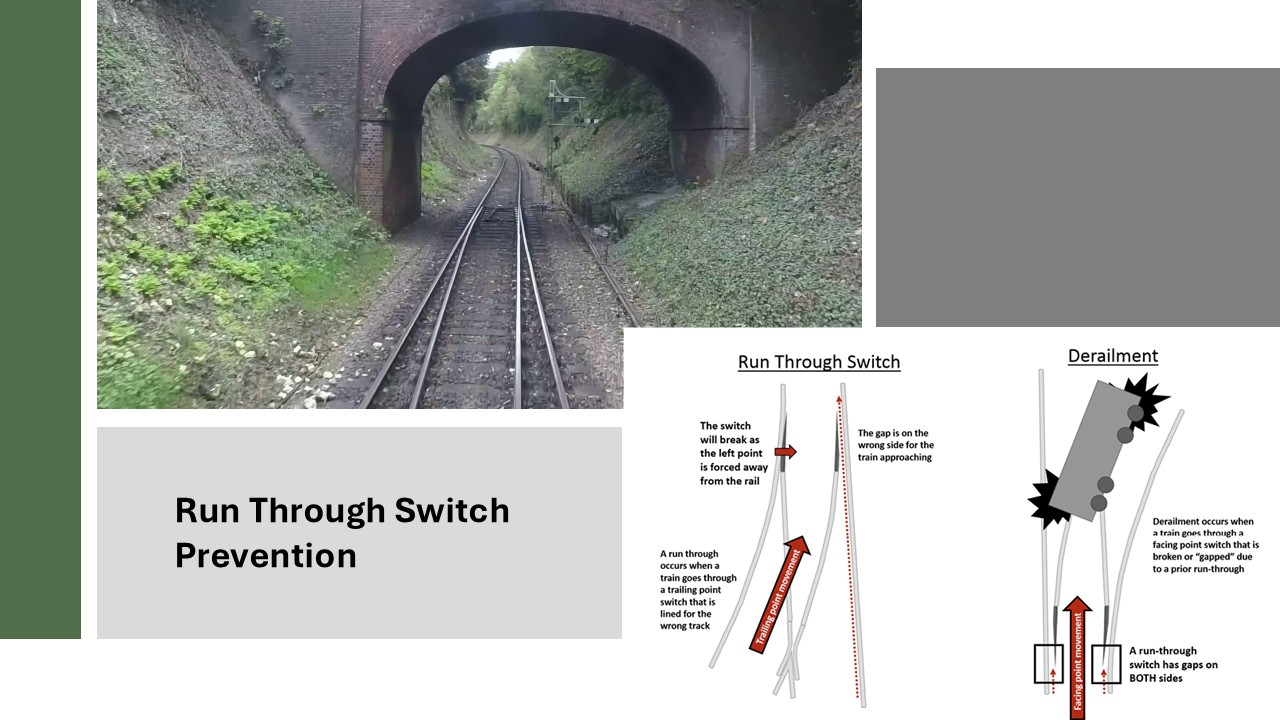 Run Through Switch
Prevention
Run Through Switch
The switch
will break as
the left point
is forced away
from the rail
The gap is on the
wrong side for the
train approaching
A run through
occurs when a
train goes through
a trailing point
switch that is
lined for the
wrong track
Trailing point movement
Derailment
Derailment occurs when
a train goes through a
facing point switch that is
broken or “gapped” due
to a prior run-through
A run-through
switch has gaps on
BOTH sides
Facing point movement